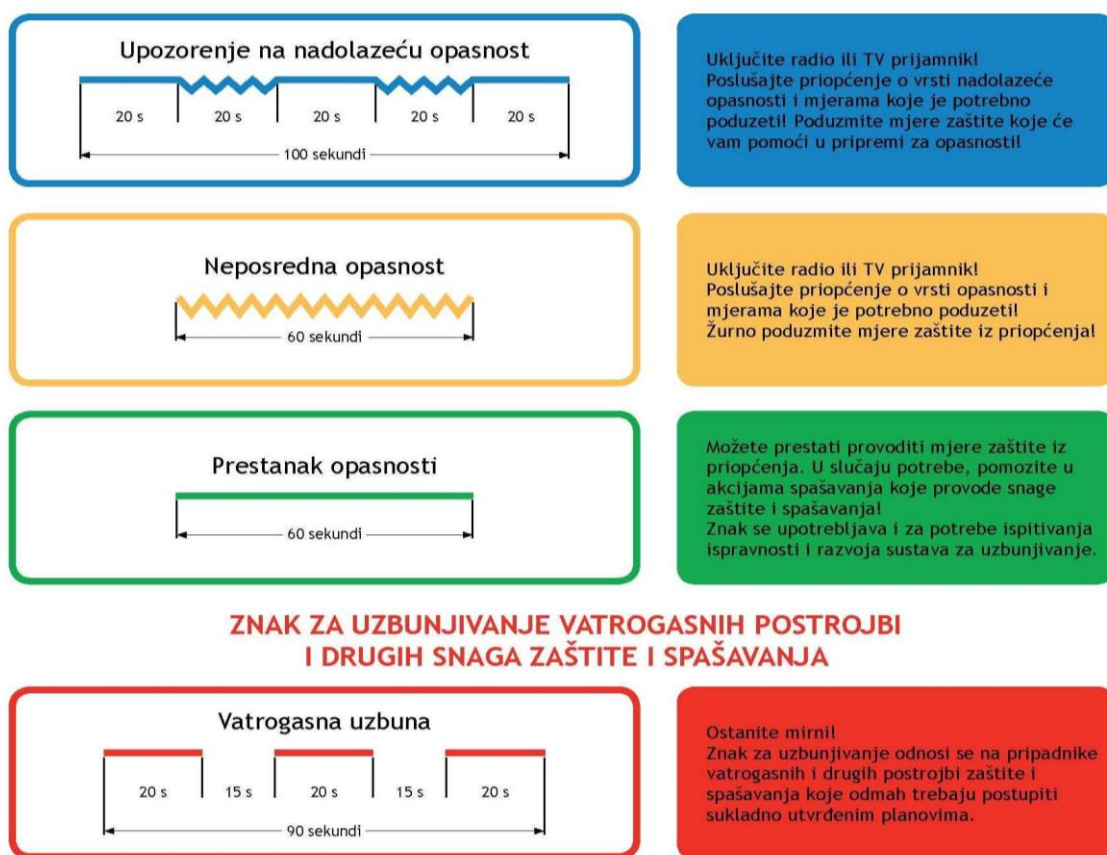 Upozorenje na nadolazeću opasnost
20 s 20 s 20 s 20 s 20 s
100 sekundi
Uključite radio ili TV prijamnik!
Poslušajte priopćenje o vrsti nadolazeće
opasnosti i mjerama koje je potrebno
poduzeti! Poduzmite mjere zaštite koje će
vam pomoći u pripremi za opasnosti!
Neposredna opasnost
60 sekundi
Uključite radio ili TV prijamnik!
Poslušajte priopćenje o vrsti opasnosti i
mjerama koje je potrebno poduzeti!
Žurno poduzmite mjere zaštite iz priopćenja!
Prestanak opasnosti
60 sekundi
Možete prestati provoditi mjere zaštite iz
priopćenja. U slučaju potrebe, pomozite u
akcijama spašavanja koje provode snage
zaštite i spašavanja!
Znak se upotrebljava i za potrebe ispitivanja
ispravnosti i razvoja sustava za uzbunjivanje.
ZNAK ZA UZBUNJIVANJE VATROGASNIH POSTROJBI
I DRUGIH SNAGA ZAŠTITE I SPAŠAVANJA
Vatrogasna uzbuna
20 s 15 s 20 s 15 s 20 s
90 sekundi
Ostanite mirni!
Znak za uzbunjivanje odnosi se na pripadnike
vatrogasnih i drugih postrojbi zaštite i
spašavanja koje odmah trebaju postupiti
sukladno utvrđenim planovima.